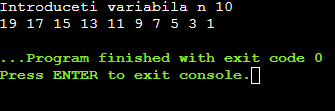 Introduceti variabila n 10
19 17 15 13 11 9 7 5 3 1
...Program finished with exit code 0
Press ENTER to exit console.